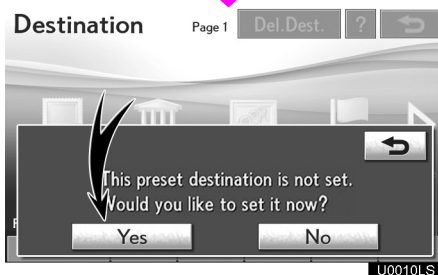 Destination Page 1 Del.Dest. ?
This preset destination is not set.
Would you like to set it now?
Yes No
U0010LS